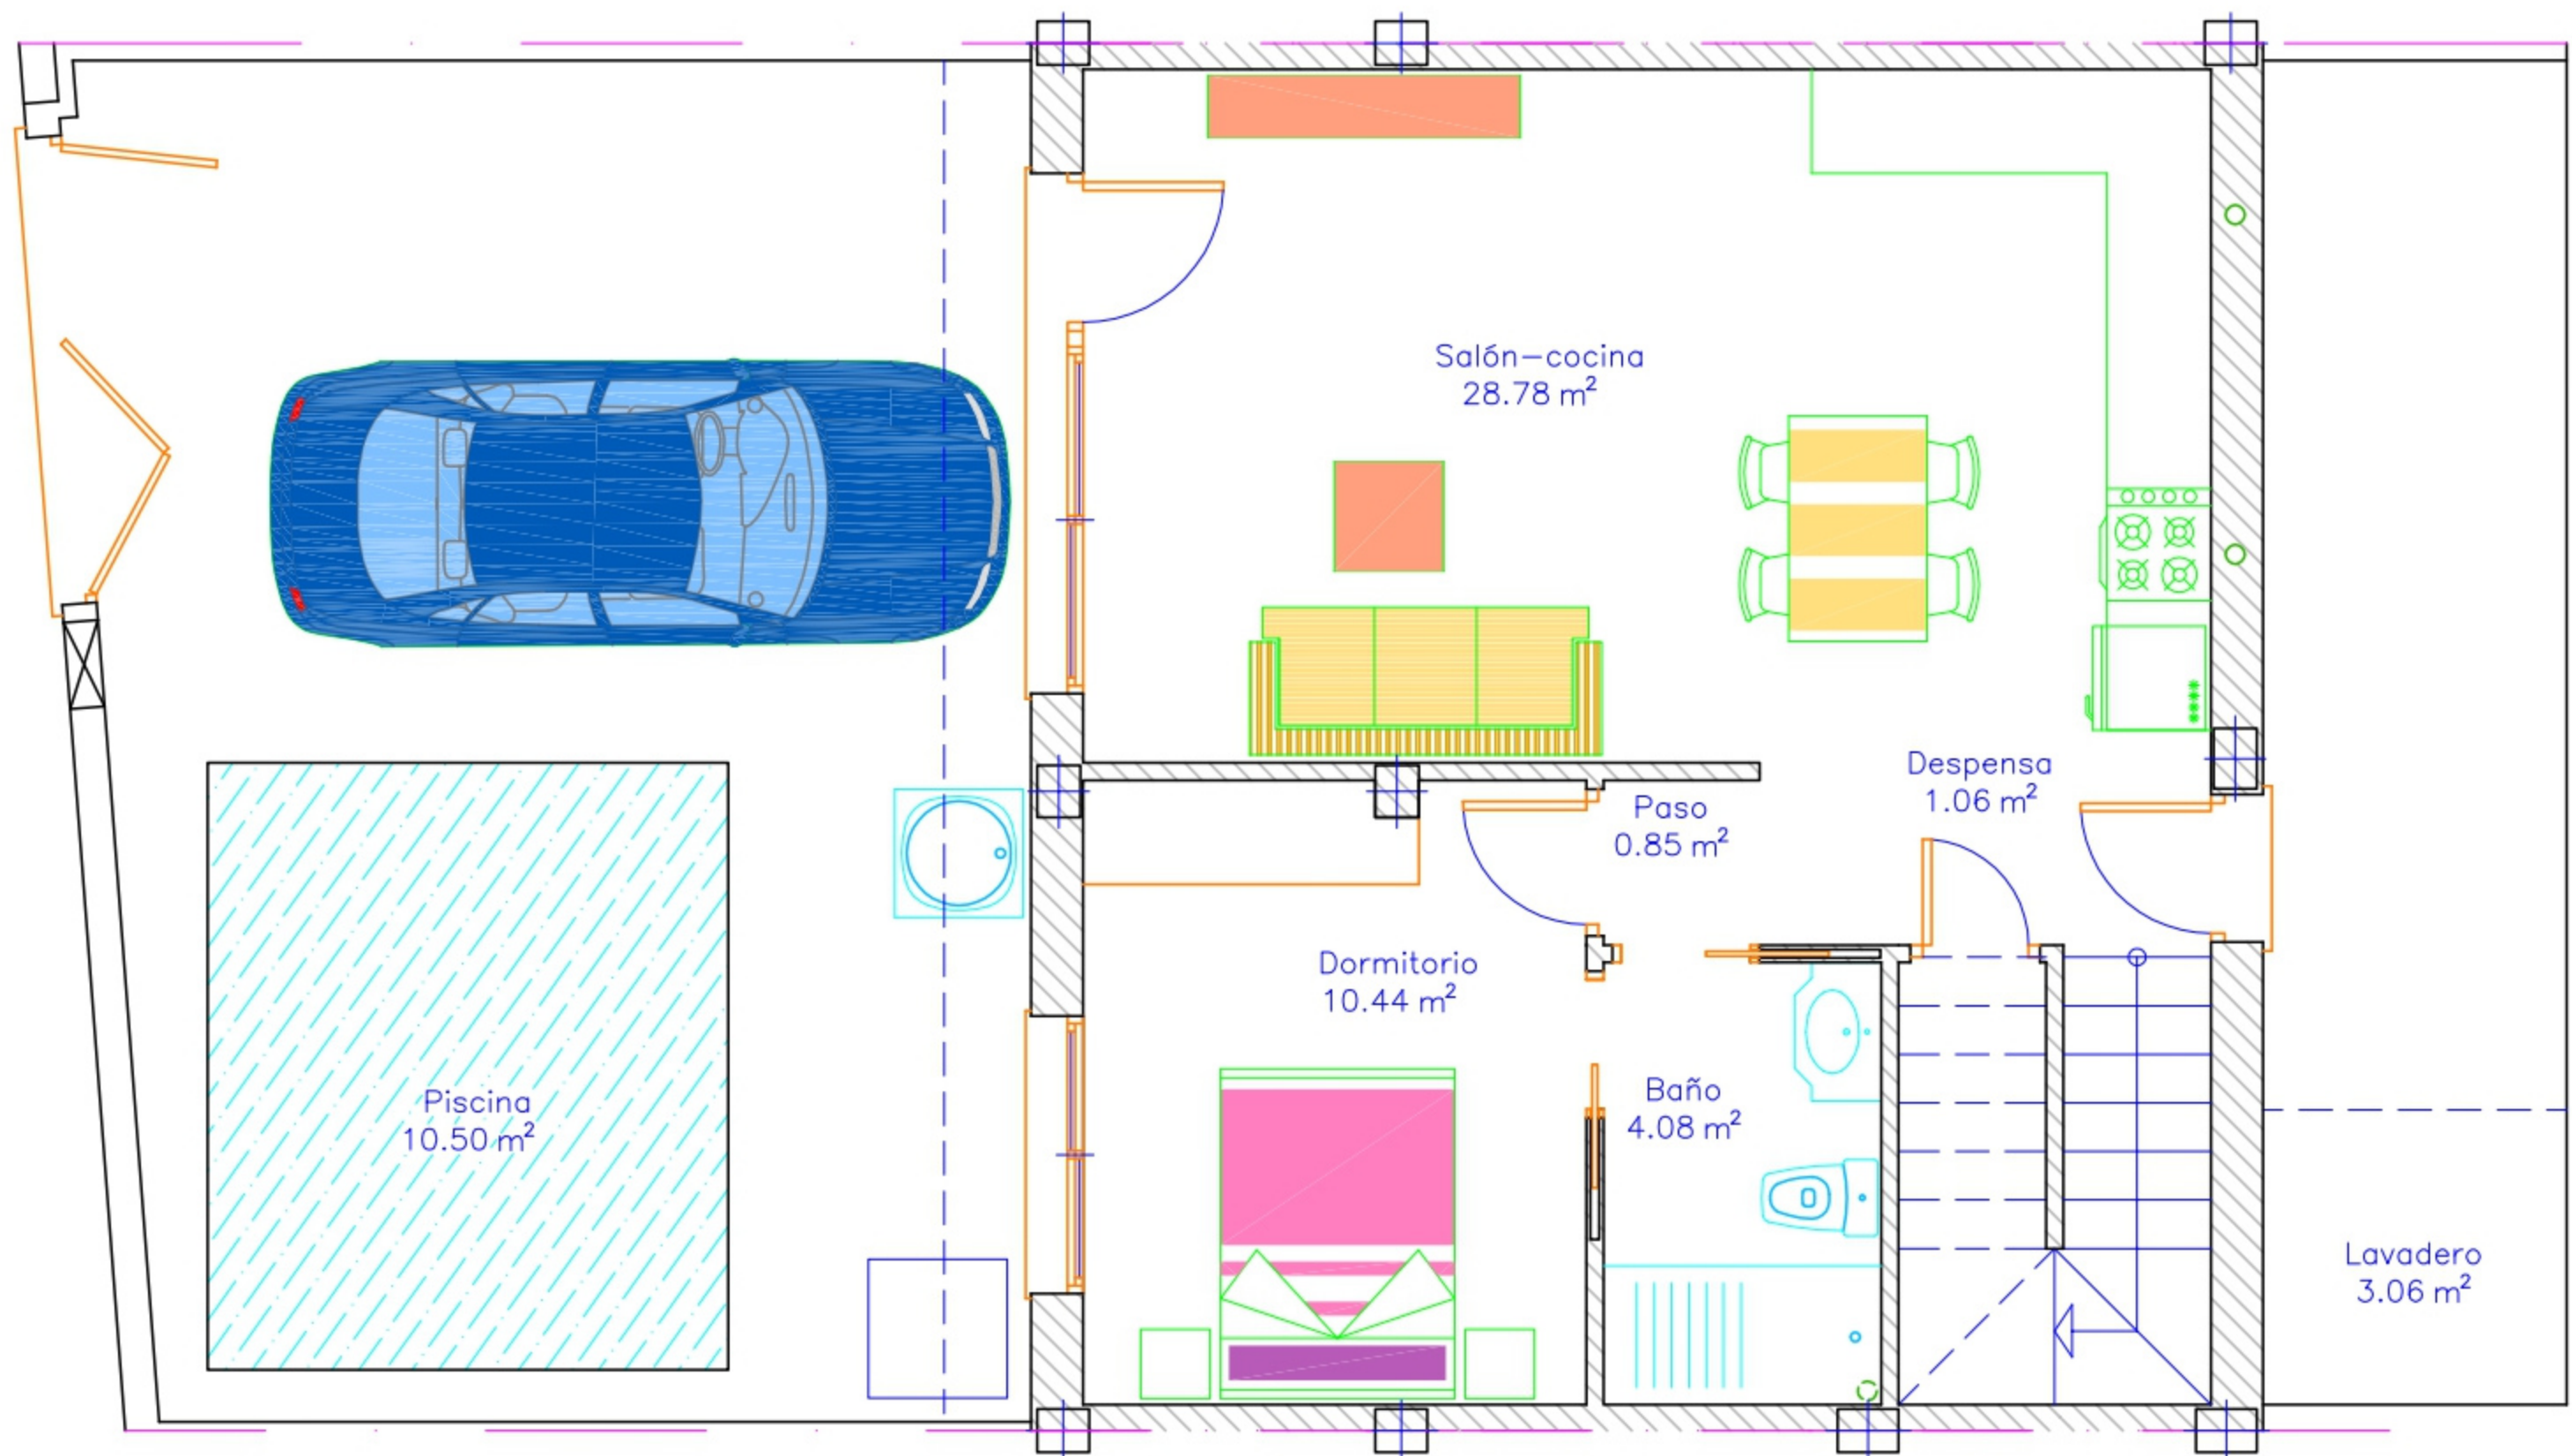 Salón-cocina
28.78 m²
Despensa
1.06 m²
Paso
0.85 m²
Dormitorio
10.44 m²
Baño
4.08 m²
Piscina
10.50 m²
Lavadero
3.06 m²